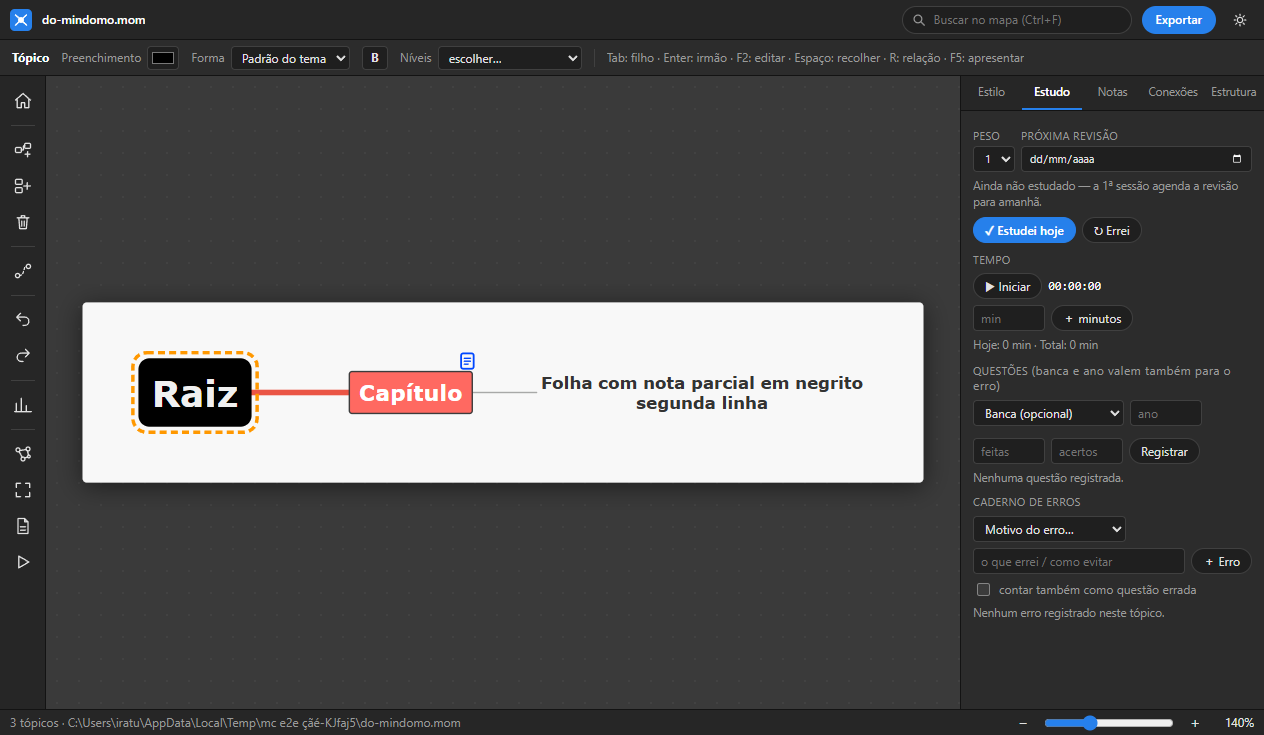 do-mindomo.mom
Buscar no mapa (Ctrl+F)
Exportar
Tópico Preenchimento Forma Padrão do tema B Níveis escolher... Tab: filho · Enter: irmão · F2: editar · Espaço: recolher · R: relação · F5: apresentar
Estilo Estudo Notas Conexões Estrutura
PESO PRÓXIMA REVISÃO
1 dd/mm/aaaa
Ainda não estudado — a 1ª sessão agenda a revisão
para amanhã.
✓ Estudei hoje ↻ Errei
TEMPO
▶ Iniciar 00:00:00
min + minutos
Hoje: 0 min · Total: 0 min
QUESTÕES (banca e ano valem também para o
erro)
Banca (opcional) ano
feitas acertos Registrar
Nenhuma questão registrada.
CADERNO DE ERROS
Motivo do erro...
o que errei / como evitar + Erro
contar também como questão errada
Nenhum erro registrado neste tópico.
Raiz
Capítulo
Folha com nota parcial em negrito
segunda linha
3 tópicos · C:\Users\iratu\AppData\Local\Temp\mc e2e çãé-KJfaj5\do-mindomo.mom
− + 140%